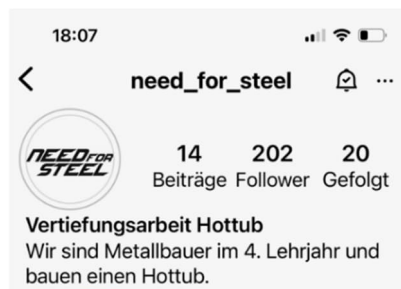 18:07
need_for_steel
NEED FOR
STEEL
14 202 20
Beiträge Follower Gefolgt
Vertiefungsarbeit Hottub
Wir sind Metallbauer im 4. Lehrjahr und
bauen einen Hottub.